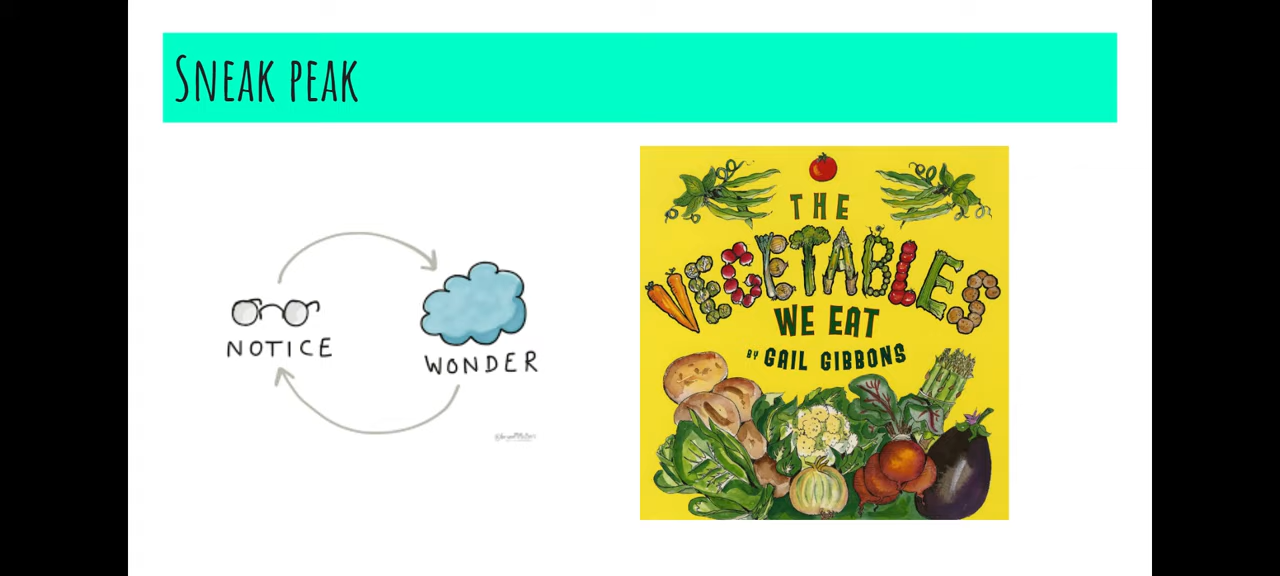 Sneak peak
NOTICE
WONDER
THE
VEGETABLES
WE EAT
BY GAIL GIBBONS